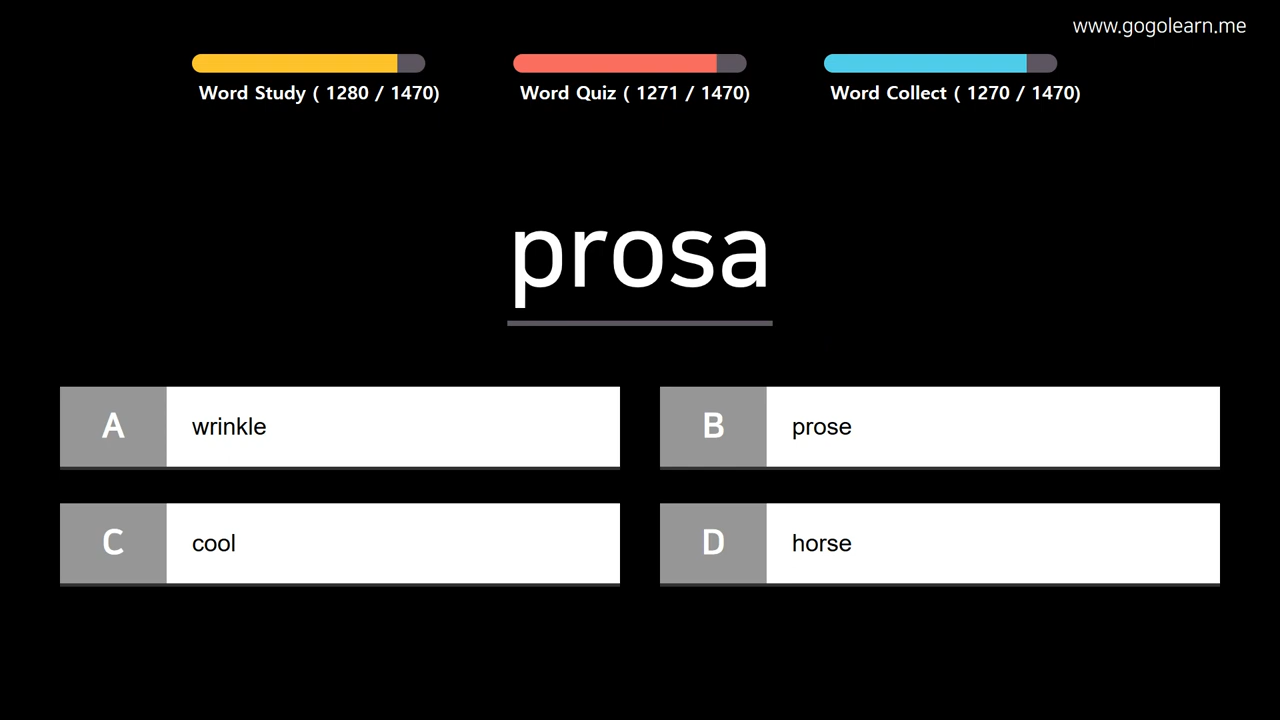 www.gogolearn.me
Word Study ( 1280 / 1470)
Word Quiz ( 1271 / 1470)
Word Collect ( 1270 / 1470)
prosa
A wrinkle
B prose
C cool
D horse